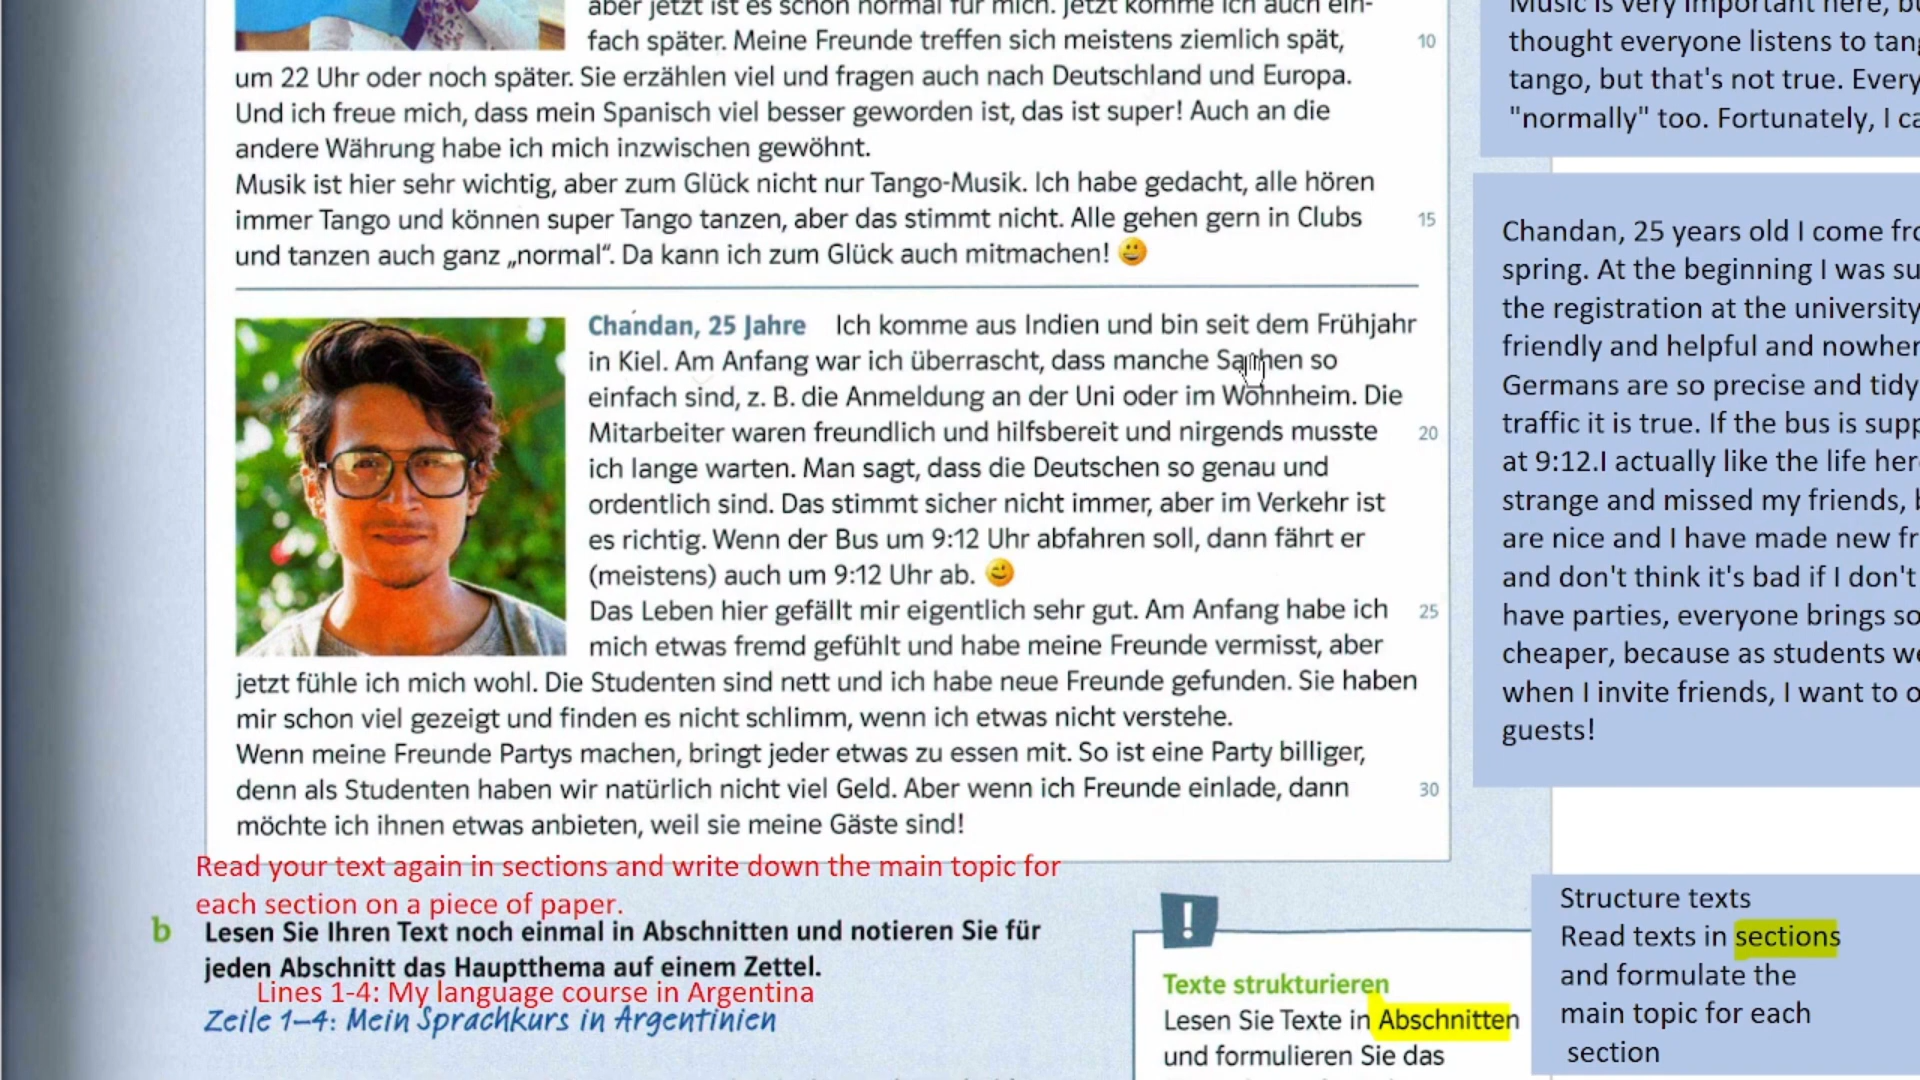 aber jetzt ist es schon normal für mich. Jetzt komme ich auch ein-
fach später. Meine Freunde treffen sich meistens ziemlich spät,
10
um 22 Uhr oder noch später. Sie erzählen viel und fragen auch nach Deutschland und Europa.
Und ich freue mich, dass mein Spanisch viel besser geworden ist, das ist super! Auch an die
andere Währung habe ich mich inzwischen gewöhnt.
Musik ist hier sehr wichtig, aber zum Glück nicht nur Tango-Musik. Ich habe gedacht, alle hören
immer Tango und können super Tango tanzen, aber das stimmt nicht. Alle gehen gern in Clubs
15
und tanzen auch ganz „normal“. Da kann ich zum Glück auch mitmachen! 😀
Chandan, 25 Jahre Ich komme aus Indien und bin seit dem Frühjahr
in Kiel. Am Anfang war ich überrascht, dass manche Sachen so
einfach sind, z. B. die Anmeldung an der Uni oder im Wohnheim. Die
Mitarbeiter waren freundlich und hilfsbereit und nirgends musste
20
ich lange warten. Man sagt, dass die Deutschen so genau und
ordentlich sind. Das stimmt sicher nicht immer, aber im Verkehr ist
es richtig. Wenn der Bus um 9:12 Uhr abfahren soll, dann fährt er
(meistens) auch um 9:12 Uhr ab. 😉
Das Leben hier gefällt mir eigentlich sehr gut. Am Anfang habe ich
25
mich etwas fremd gefühlt und habe meine Freunde vermisst, aber
jetzt fühle ich mich wohl. Die Studenten sind nett und ich habe neue Freunde gefunden. Sie haben
mir schon viel gezeigt und finden es nicht schlimm, wenn ich etwas nicht verstehe.
Wenn meine Freunde Partys machen, bringt jeder etwas zu essen mit. So ist eine Party billiger,
denn als Studenten haben wir natürlich nicht viel Geld. Aber wenn ich Freunde einlade, dann
30
möchte ich ihnen etwas anbieten, weil sie meine Gäste sind!
Read your text again in sections and write down the main topic for
each section on a piece of paper.
b Lesen Sie Ihren Text noch einmal in Abschnitten und notieren Sie für
jeden Abschnitt das Hauptthema auf einem Zettel.
Lines 1-4: My language course in Argentina
Zeile 1–4: Mein Sprachkurs in Argentinien
!
Texte strukturieren
Lesen Sie Texte in Abschnitten
und formulieren Sie das
Music is very important here,
thought everyone listens to
tango, but that's not true.
"normally" too. Fortunately, I
Chandan, 25 years old I come
spring. At the beginning I was
the registration at the university
friendly and helpful and
Germans are so precise and tidy
traffic it is true. If the bus is
at 9:12.I actually like the life
strange and missed my friends,
are nice and I have made new
and don't think it's bad if I don't
have parties, everyone brings
cheaper, because as students
when I invite friends, I want to
guests!
Structure texts
Read texts in sections
and formulate the
main topic for each
section